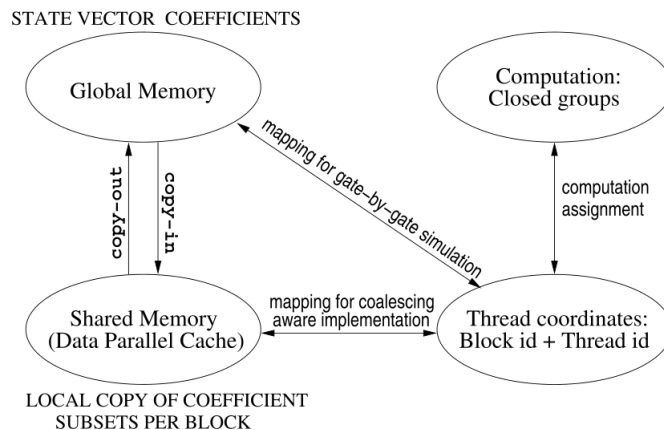 STATE VECTOR COEFFICIENTS
Global Memory
Computation:
Closed groups
copy-out
copy-in
mapping for gate–by–gate simulation
computation
assignment
Shared Memory
(Data Parallel Cache)
mapping for coalescing
aware implementation
Thread coordinates:
Block id + Thread id
LOCAL COPY OF COEFFICIENT
SUBSETS PER BLOCK